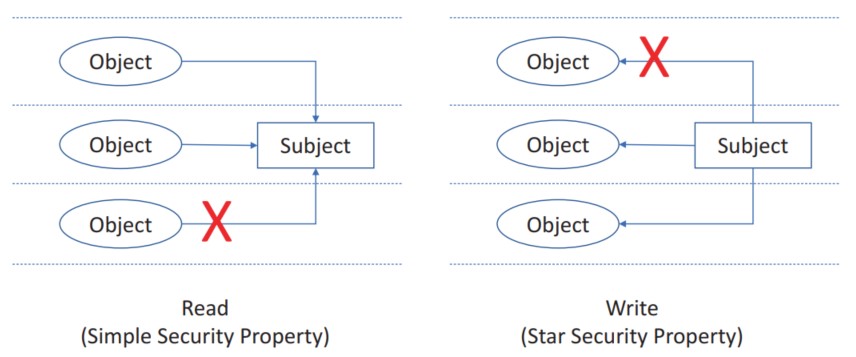 Object
Object
Subject
Object
X
Read
(Simple Security Property)
Object
X
Object
Subject
Object
Write
(Star Security Property)